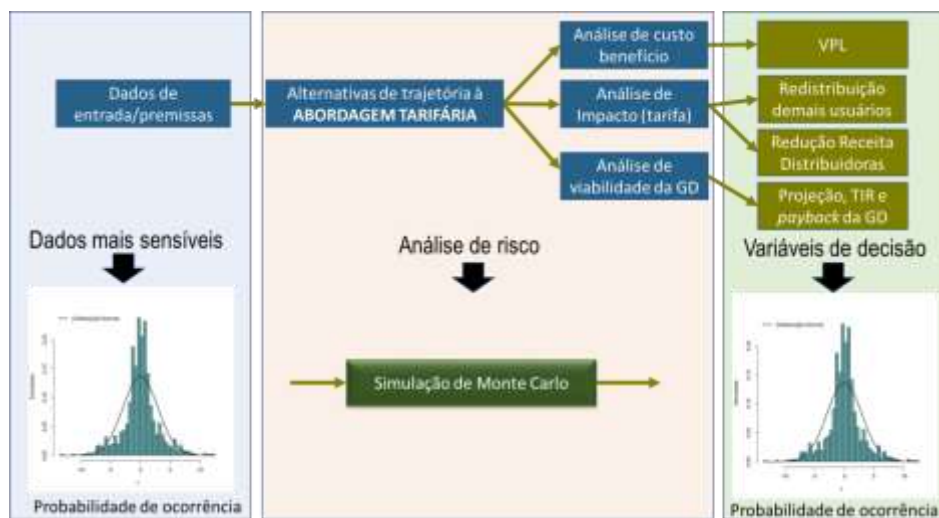 Dados de
entrada/premissas
Alternativas de trajetória à
ABORDAGEM TARIFÁRIA
Análise de custo
benefício
Análise de
Impacto (tarifa)
Análise de
viabilidade da GD
VPL
Redistribuição
demais usuários
Redução Receita
Distribuidoras
Projeção, TIR e
payback da GD
Dados mais sensíveis
Análise de risco
Variáveis de decisão
Simulação de Monte Carlo
Probabilidade de ocorrência
Probabilidade de ocorrência